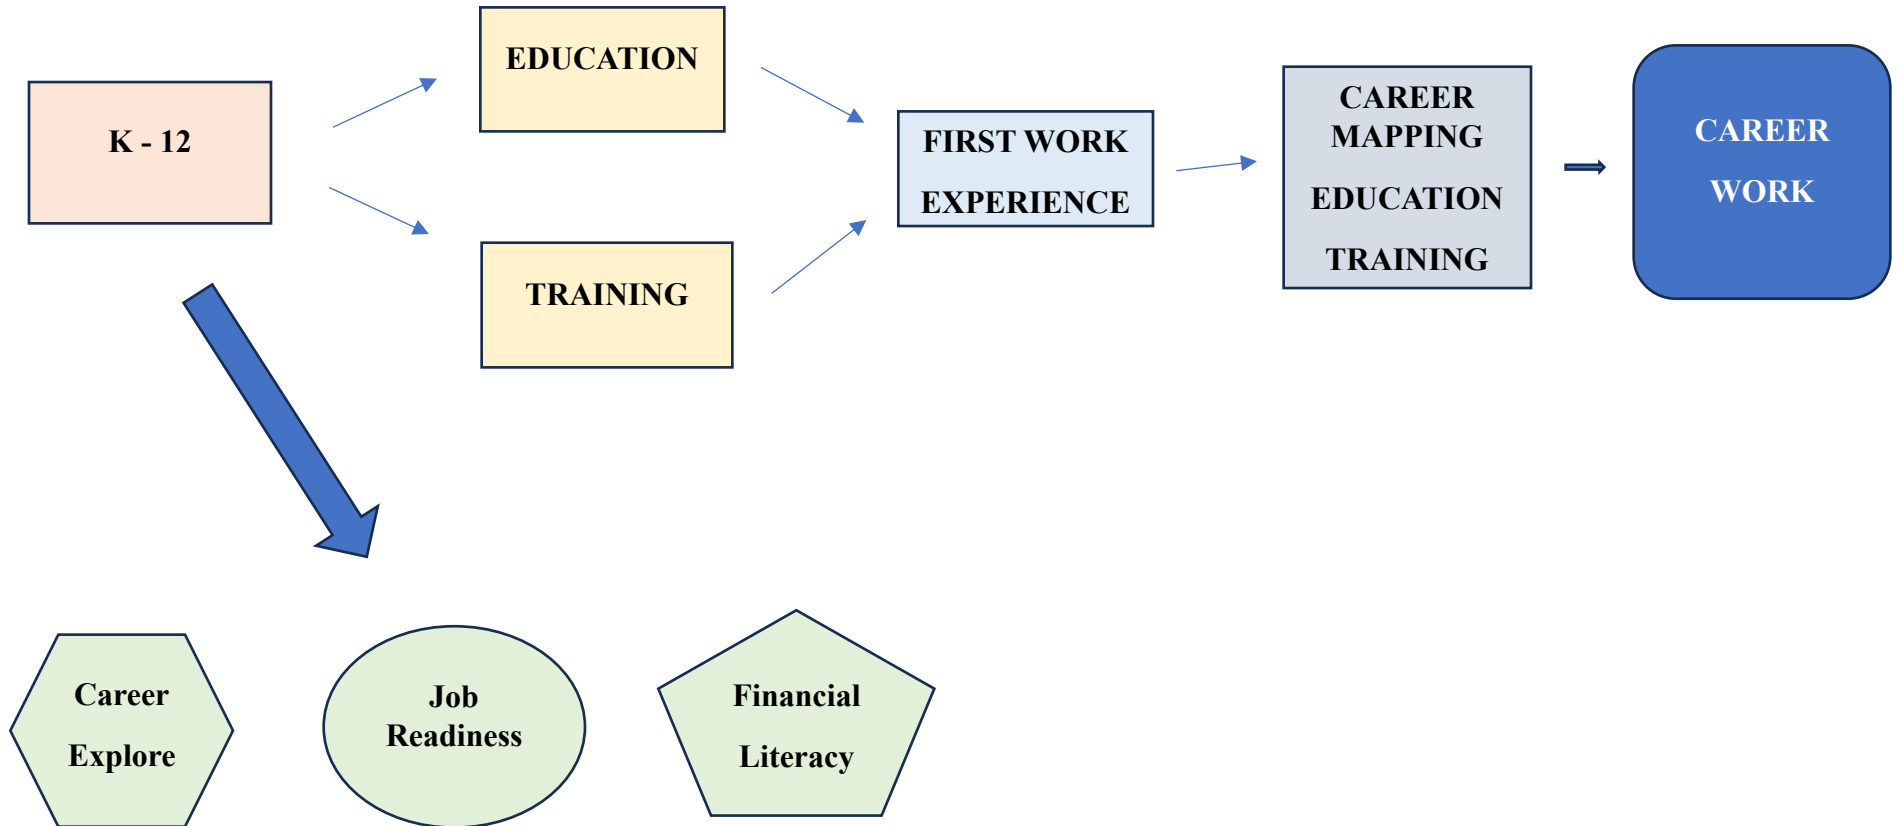 K - 12
EDUCATION
TRAINING
FIRST WORK
EXPERIENCE
CAREER
MAPPING
EDUCATION
TRAINING
CAREER
WORK
Career
Explore
Job
Readiness
Financial
Literacy